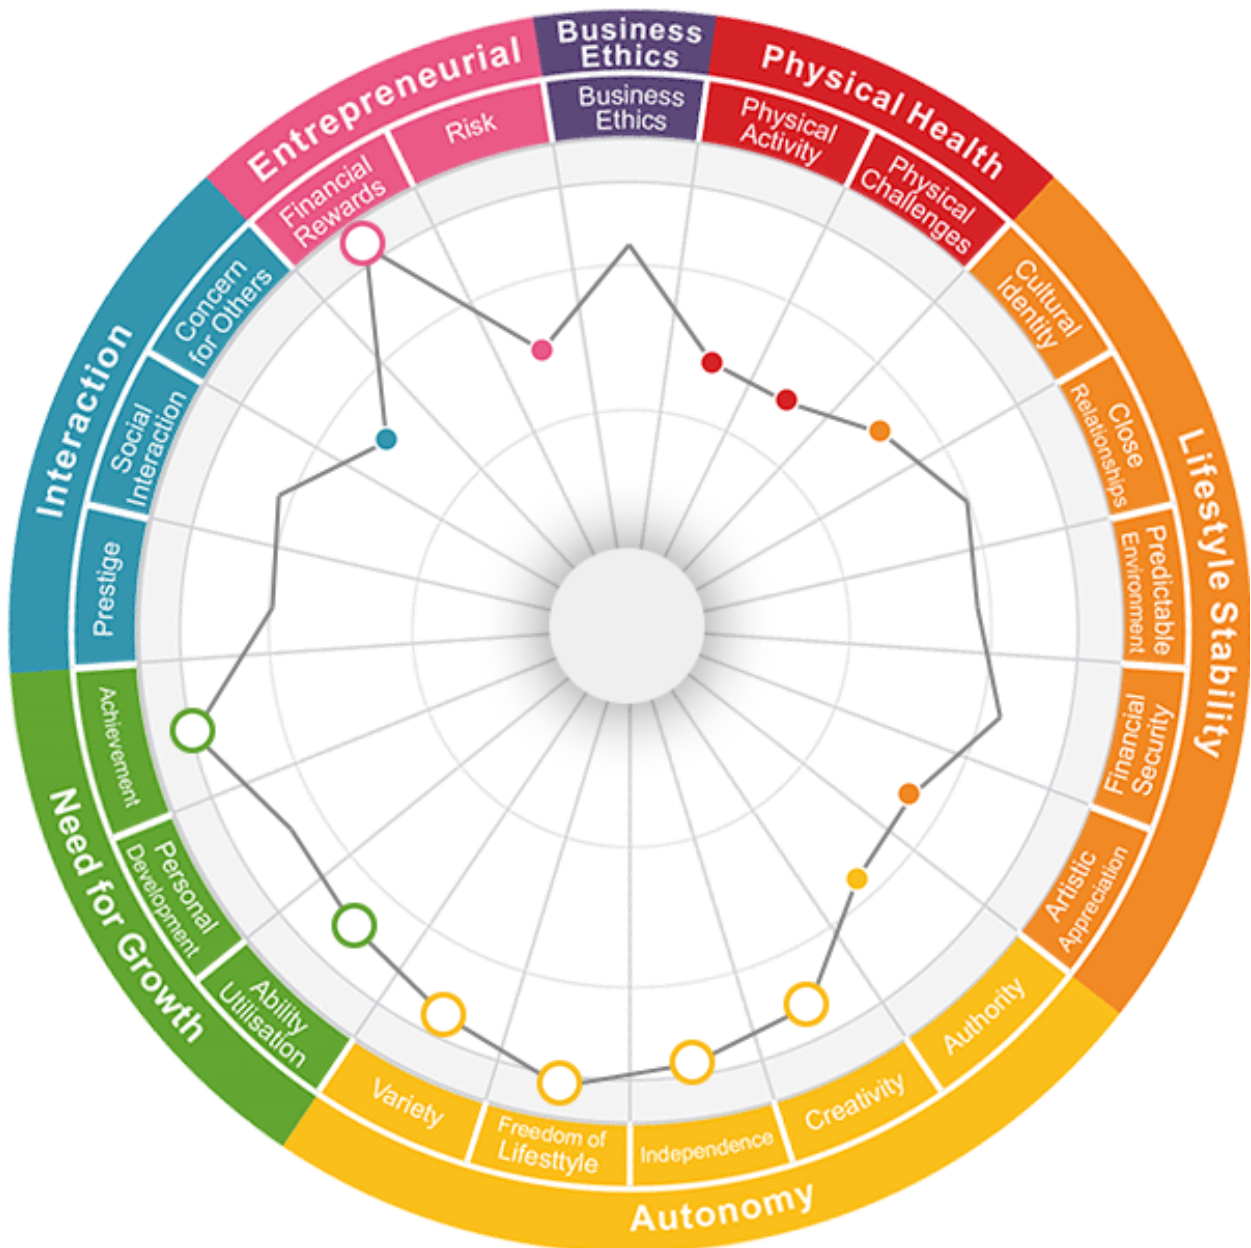 Business
Ethics
Business
Ethics
Physical Health
Physical
Activity
Physical
Challenges
Lifestyle Stability
Cultural
Identity
Close
Relationships
Predictable
Environment
Financial
Security
Artistic
Appreciation
Autonomy
Authority
Creativity
Independence
Freedom of
Lifesttyle
Variety
Need for Growth
Ability
Utilisation
Personal
Development
Achievement
Interaction
Prestige
Social
Interaction
Concern
for Others
Entrepreneurial
Financial
Rewards
Risk